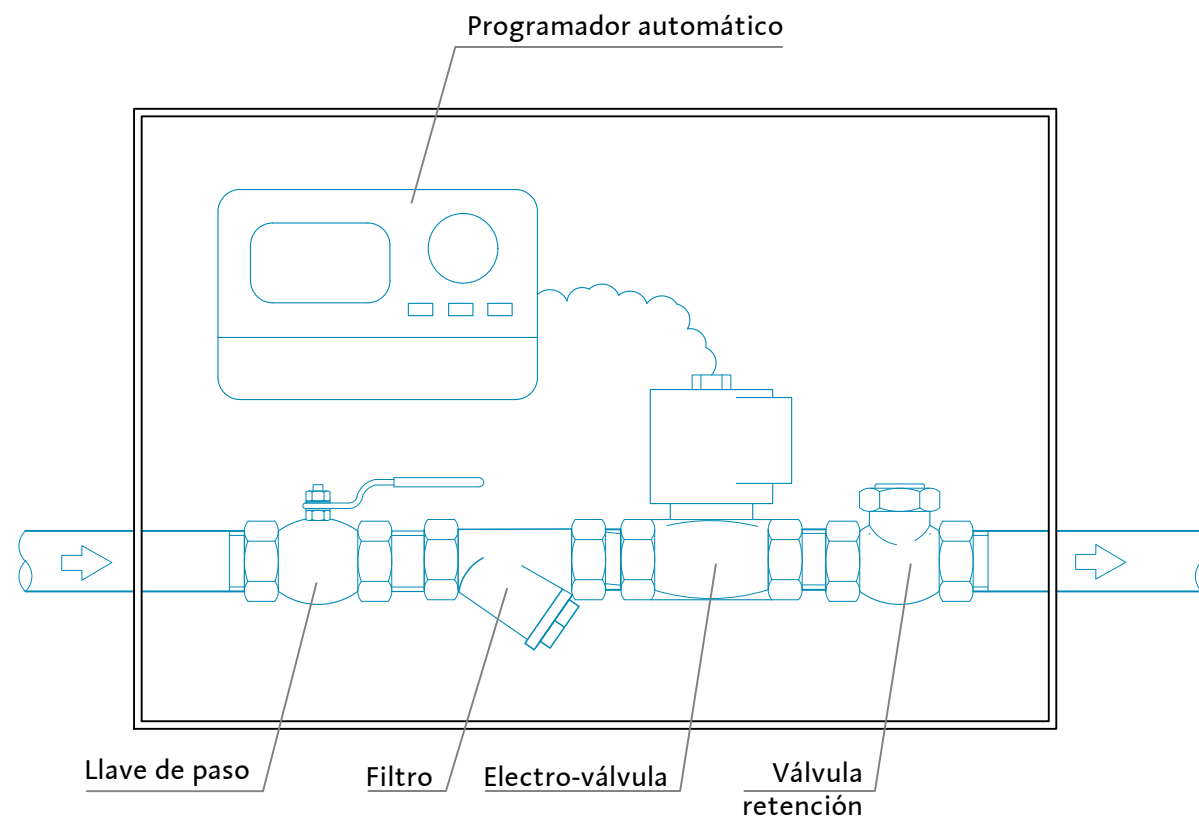 Programador automático
Llave de paso
Filtro
Electro-válvula
Válvula
retención